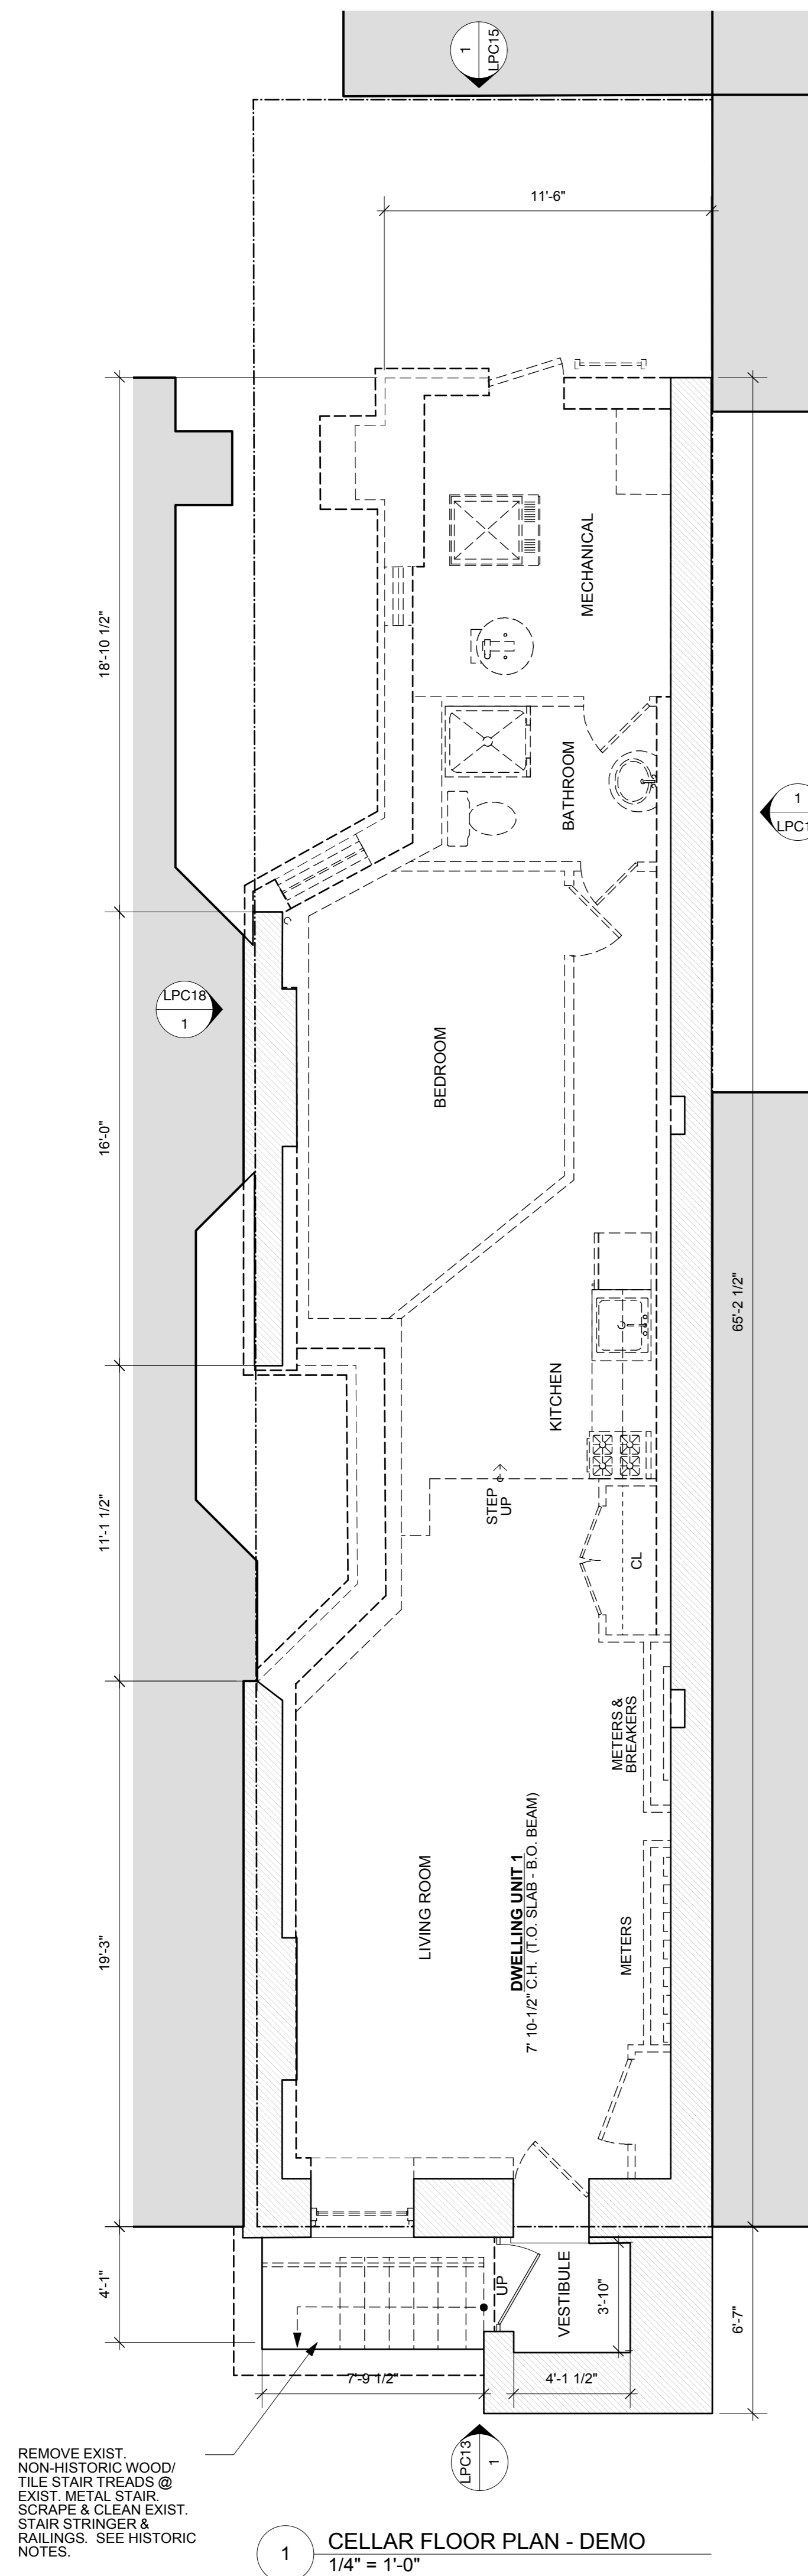 1
LPC15
11'-6"
18'-10 1/2"
MECHANICAL
BATHROOM
1
LPC1
LPC18
1
BEDROOM
16'-0"
65'-2 1/2"
KITCHEN
STEP
UP
11'-1 1/2"
CL
METERS &
BREAKERS
LIVING ROOM
DWELLING UNIT 1
7' 10-1/2" C.H. (T.O. SLAB - B.O. BEAM)
METERS
19'-3"
4'-1"
UP
VESTIBULE
3'-10"
6'-7"
7'-9 1/2"
4'-1 1/2"
LPC13
1
REMOVE EXIST.
NON-HISTORIC WOOD/
TILE STAIR TREADS @
EXIST. METAL STAIR.
SCRAPE & CLEAN EXIST.
STAIR STRINGER &
RAILINGS. SEE HISTORIC
NOTES.
1
CELLAR FLOOR PLAN - DEMO
1/4" = 1'-0"